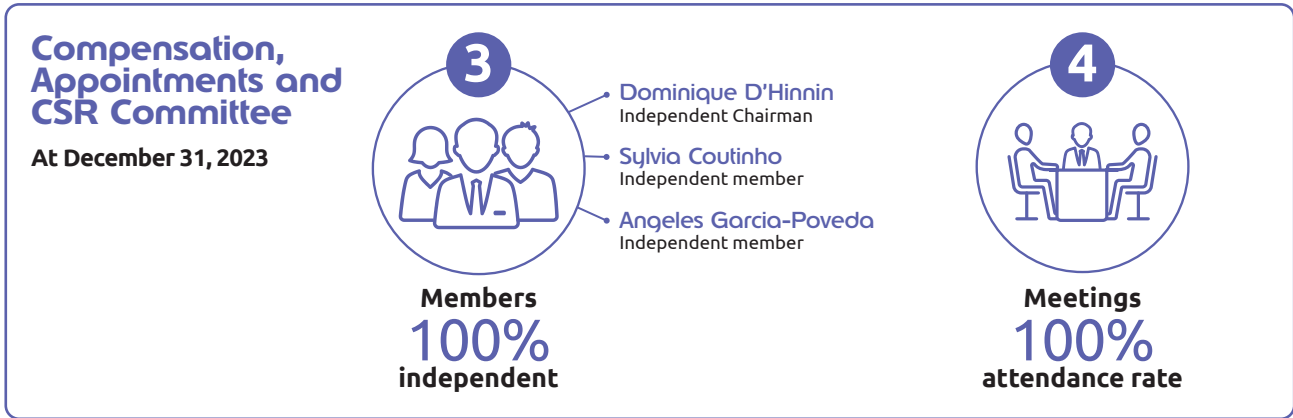 Compensation,
Appointments and
CSR Committee
At December 31, 2023
3
Dominique D'Hinnin
Independent Chairman
Sylvia Coutinho
Independent member
Angeles Garcia-Poveda
Independent member
Members
100%
independent
4
Meetings
100%
attendance rate